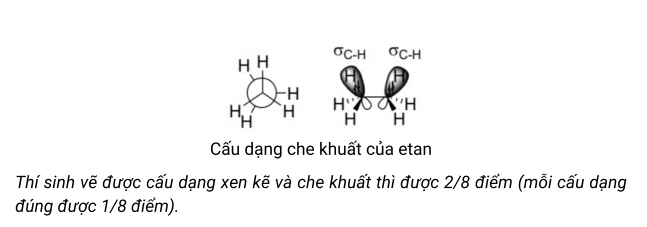 σC-H σC-H
H H H H
H H H
H H H H H
Cấu dạng che khuất của etan
Thí sinh vẽ được cấu dạng xen kẽ và che khuất thì được 2/8 điểm (mỗi cấu dạng
đúng được 1/8 điểm).